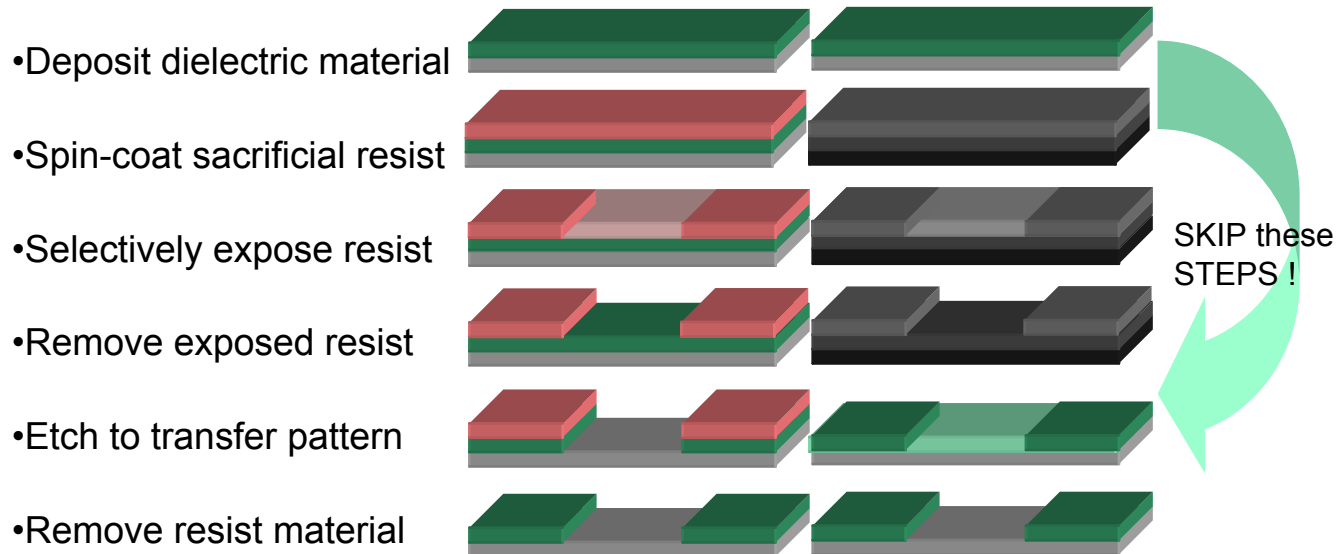 •Deposit dielectric material
•Spin-coat sacrificial resist
•Selectively expose resist
SKIP these
STEPS !
•Remove exposed resist
•Etch to transfer pattern
•Remove resist material